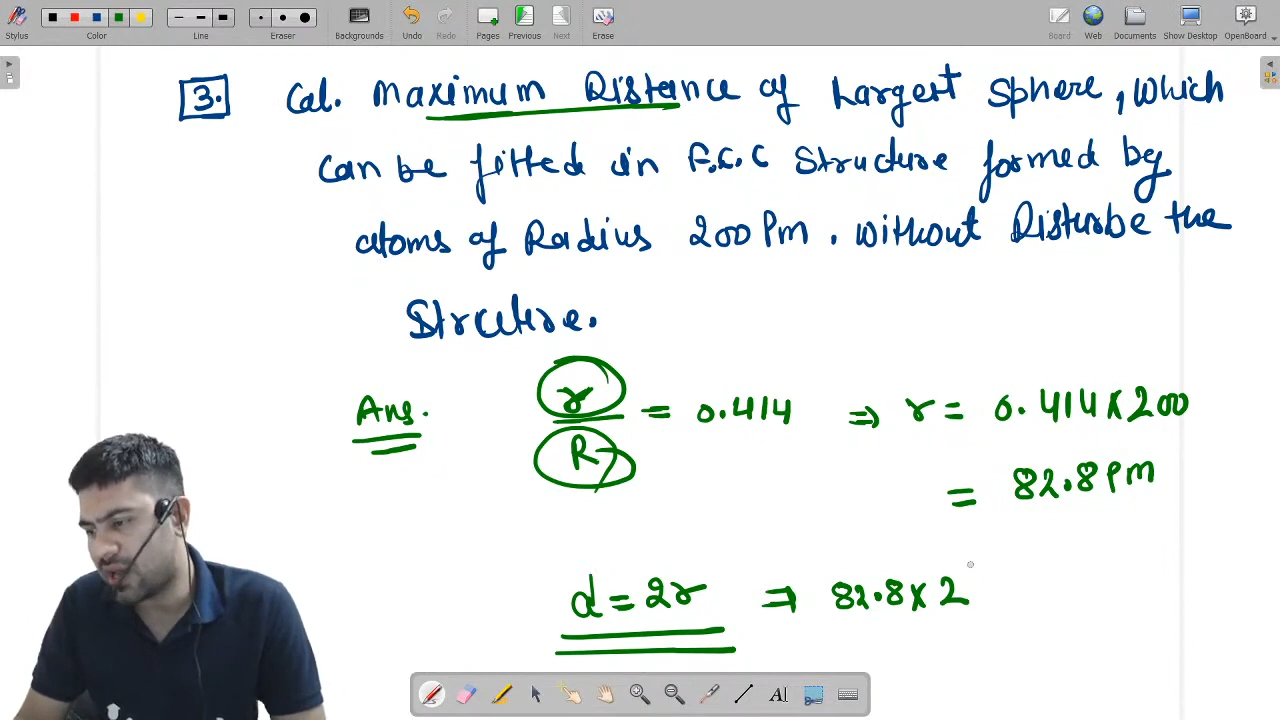 Stylus Color Line Eraser Backgrounds Undo Redo Pages Previous Next Erase Board Web Documents Show Desktop OpenBoard
3. Cal. Maximum Distance of Largest Sphere, Which
can be fitted in F.C.C Structure formed by
atoms of Radius 200 Pm. Without Disturbe the
Structure.
Ans. r/R = 0.414 ⇒ r = 0.414 × 200
= 82.8 Pm
d = 2r ⇒ 82.8 × 2